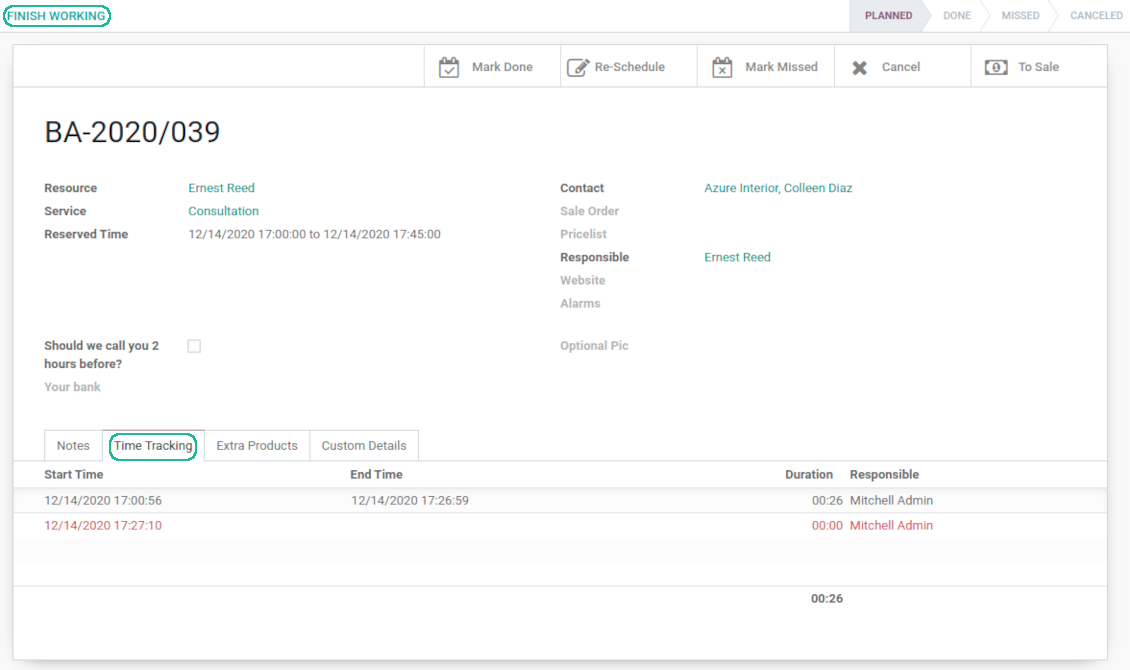 FINISH WORKING
PLANNED DONE MISSED CANCELED
Mark Done Re-Schedule Mark Missed Cancel To Sale
BA-2020/039
Resource Ernest Reed Contact Azure Interior, Colleen Diaz
Service Consultation Sale Order
Reserved Time 12/14/2020 17:00:00 to 12/14/2020 17:45:00 Pricelist
Responsible Ernest Reed
Website
Alarms
Should we call you 2 Optional Pic
hours before?
Your bank
Notes Time Tracking Extra Products Custom Details
Start Time End Time Duration Responsible
12/14/2020 17:00:56 12/14/2020 17:26:59 00:26 Mitchell Admin
12/14/2020 17:27:10 00:00 Mitchell Admin
00:26